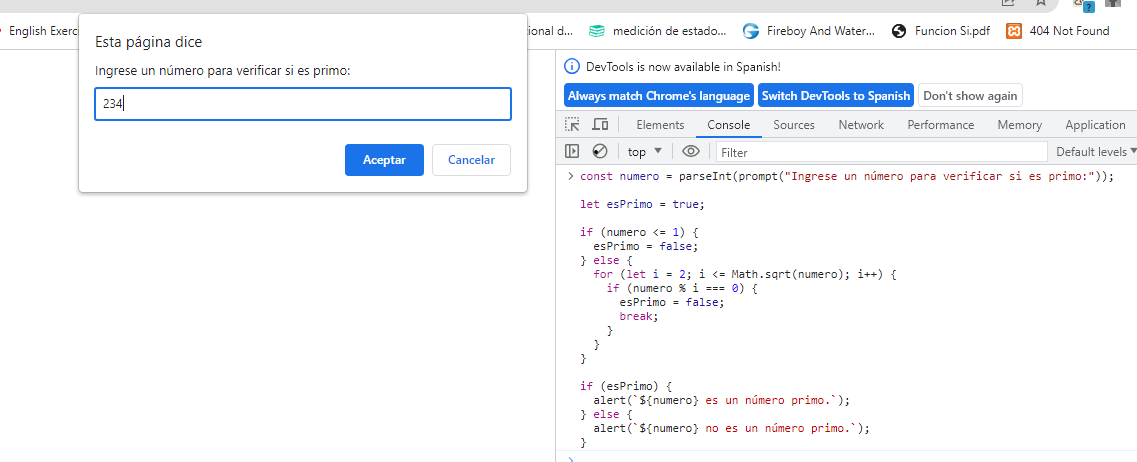 English Exerc
ional d...
medición de estado...
Fireboy And Water...
Funcion Si.pdf
404 Not Found
Esta página dice
Ingrese un número para verificar si es primo:
234
Aceptar
Cancelar
DevTools is now available in Spanish!
Always match Chrome's language
Switch DevTools to Spanish
Don't show again
Elements
Console
Sources
Network
Performance
Memory
Application
top
Filter
Default levels
const numero = parseInt(prompt("Ingrese un número para verificar si es primo:"));
let esPrimo = true;
if (numero <= 1) {
esPrimo = false;
} else {
for (let i = 2; i <= Math.sqrt(numero); i++) {
if (numero % i === 0) {
esPrimo = false;
break;
}
}
}
if (esPrimo) {
alert(`${numero} es un número primo.`);
} else {
alert(`${numero} no es un número primo.`);
}